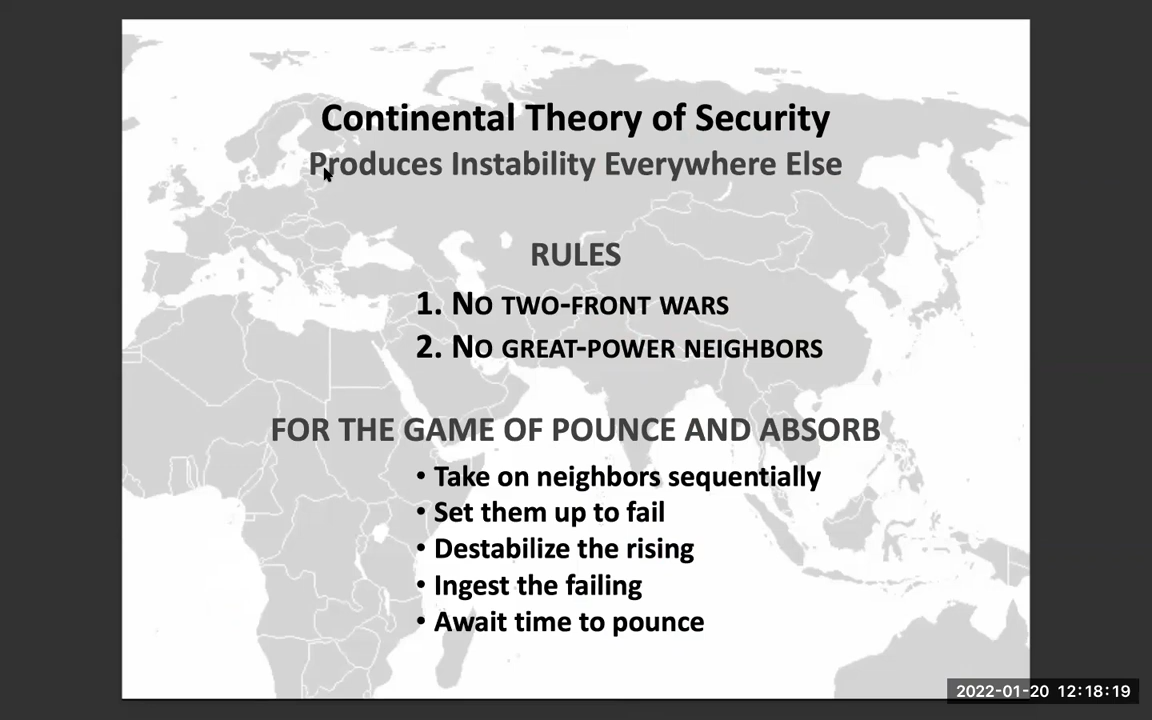 Continental Theory of Security
Produces Instability Everywhere Else
RULES
1. NO TWO-FRONT WARS
2. NO GREAT-POWER NEIGHBORS
FOR THE GAME OF POUNCE AND ABSORB
• Take on neighbors sequentially
• Set them up to fail
• Destabilize the rising
• Ingest the failing
• Await time to pounce
2022-01-20 12:18:19